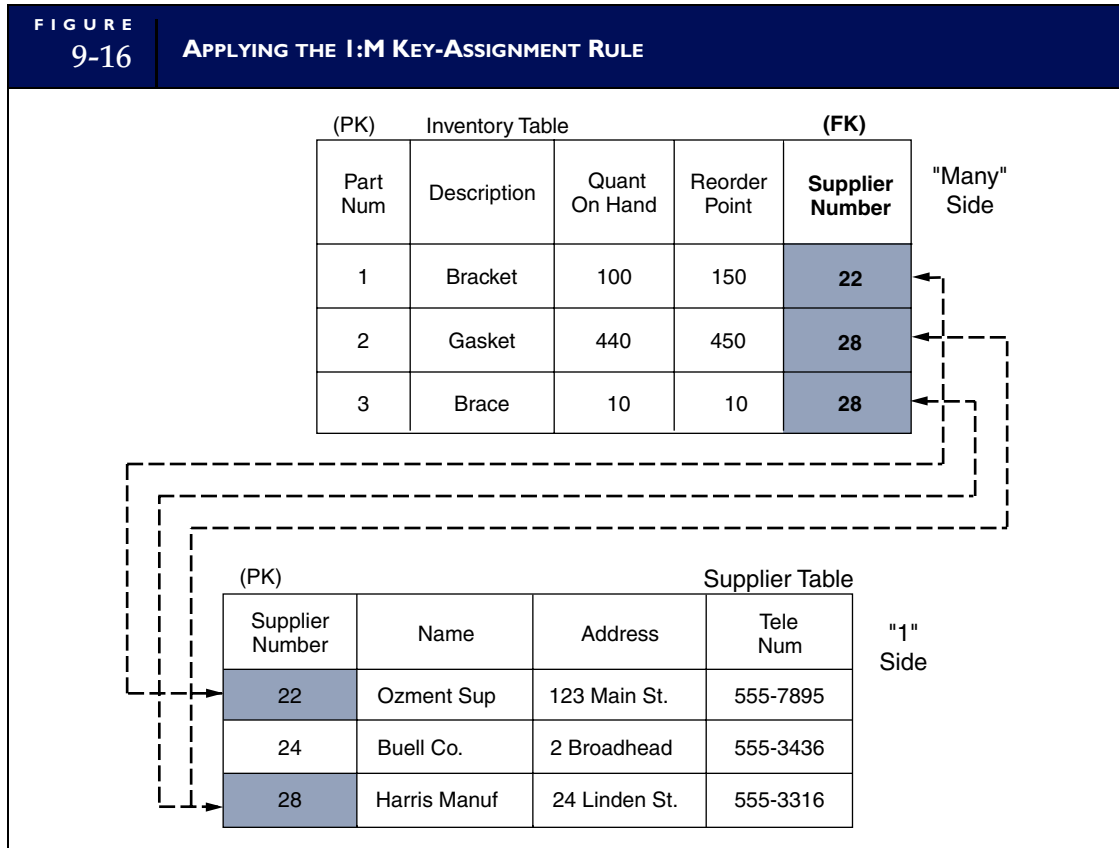 FIGURE
9-16
APPLYING THE 1:M KEY-ASSIGNMENT RULE
(PK) Inventory Table (FK)
Part Num Description Quant On Hand Reorder Point Supplier Number
"Many" Side
1 Bracket 100 150 22
2 Gasket 440 450 28
3 Brace 10 10 28
(PK) Supplier Table
Supplier Number Name Address Tele Num
"1" Side
22 Ozment Sup 123 Main St. 555-7895
24 Buell Co. 2 Broadhead 555-3436
28 Harris Manuf 24 Linden St. 555-3316